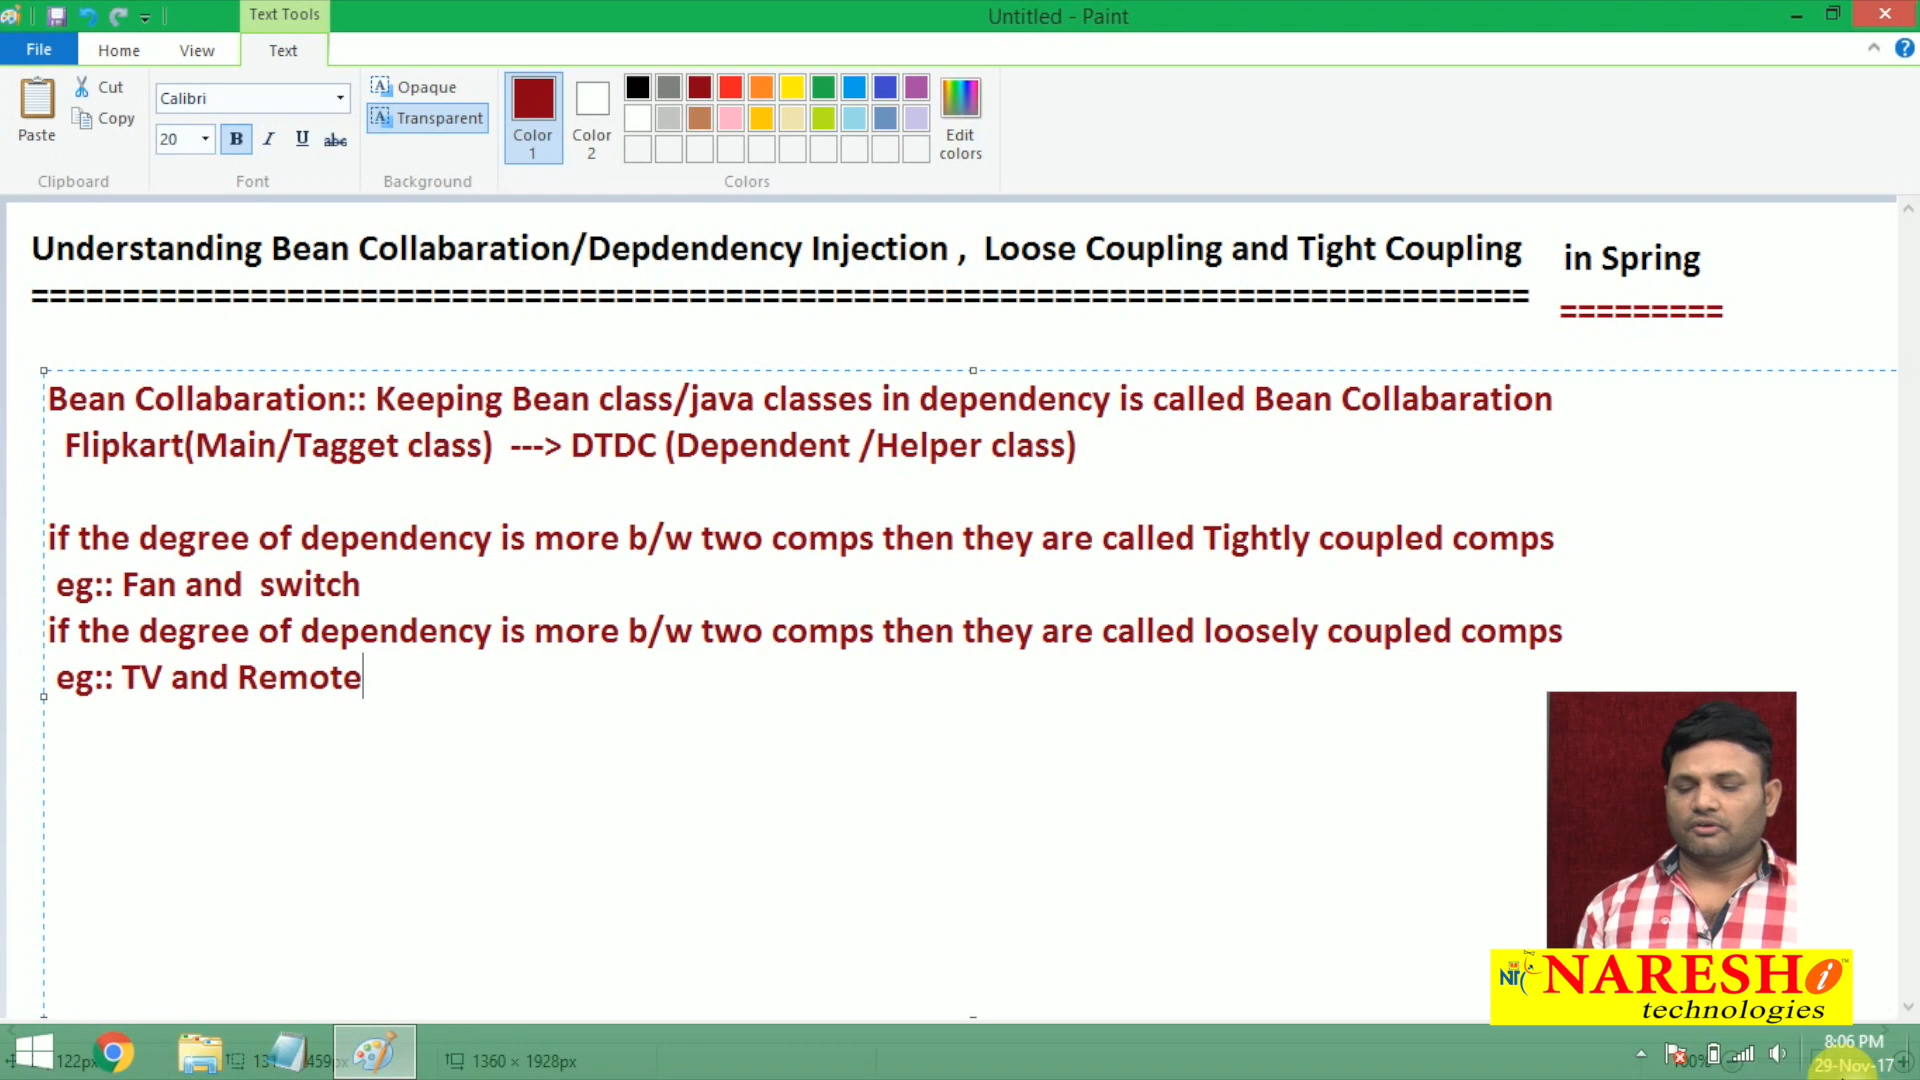 Text Tools
Untitled - Paint
File
Home
View
Text
Paste
Cut
Copy
Clipboard
Calibri
20
B I U abc
Font
Opaque
Transparent
Background
Color 1
Color 2
Edit colors
Colors
Understanding Bean Collabaration/Depdendency Injection , Loose Coupling and Tight Coupling in Spring
==================================================================================== =========
Bean Collabaration:: Keeping Bean class/java classes in dependency is called Bean Collabaration
Flipkart(Main/Tagget class) ---> DTDC (Dependent /Helper class)
if the degree of dependency is more b/w two comps then they are called Tightly coupled comps
eg:: Fan and switch
if the degree of dependency is more b/w two comps then they are called loosely coupled comps
eg:: TV and Remote
NARESH i
technologies
1360 × 1928px
8:06 PM
29-Nov-17